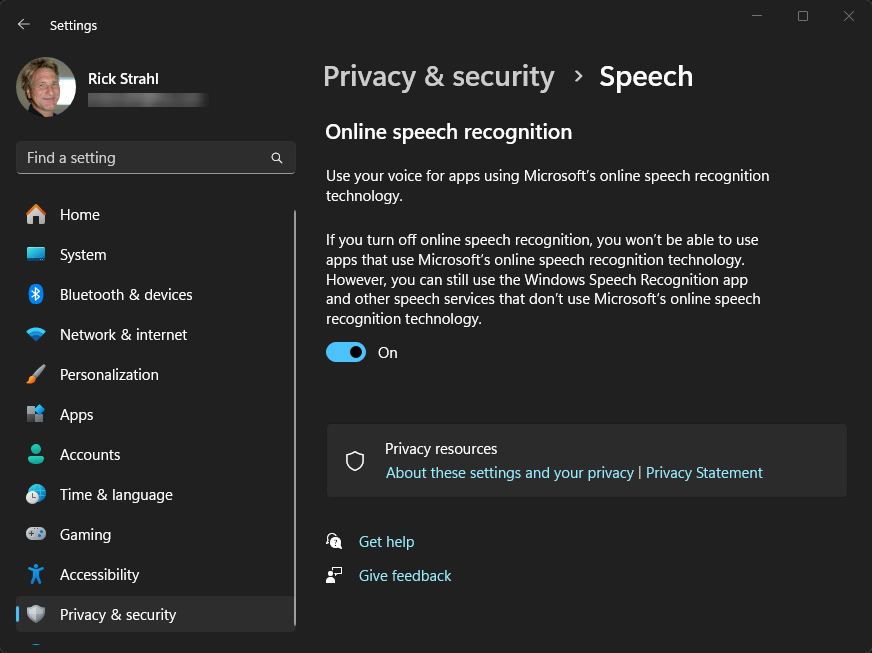 Settings
Rick Strahl
Find a setting
Home
System
Bluetooth & devices
Network & internet
Personalization
Apps
Accounts
Time & language
Gaming
Accessibility
Privacy & security
Privacy & security › Speech
Online speech recognition
Use your voice for apps using Microsoft’s online speech recognition
technology.
If you turn off online speech recognition, you won’t be able to use
apps that use Microsoft’s online speech recognition technology.
However, you can still use the Windows Speech Recognition app
and other speech services that don’t use Microsoft’s online speech
recognition technology.
On
Privacy resources
About these settings and your privacy | Privacy Statement
Get help
Give feedback